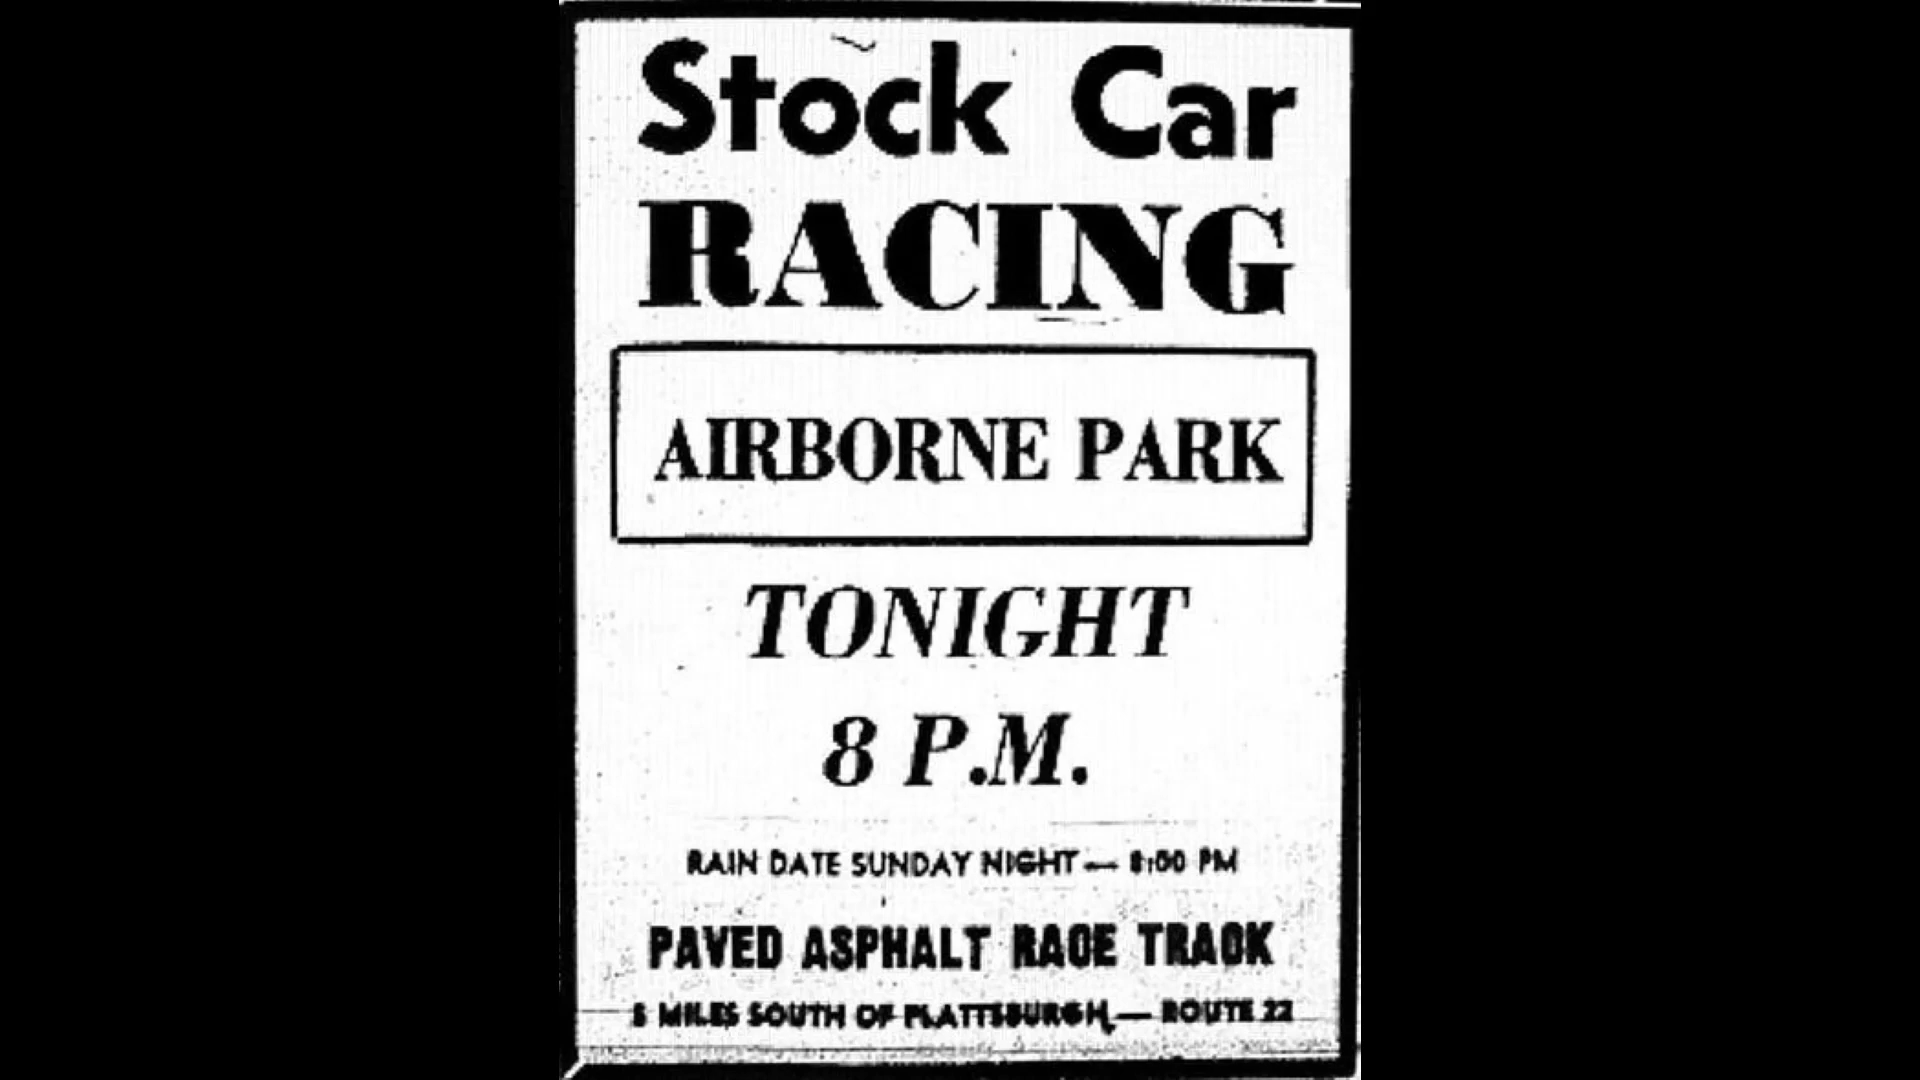 Stock Car
RACING
AIRBORNE PARK
TONIGHT
8 P.M.
RAIN DATE SUNDAY NIGHT — 8:00 PM
PAVED ASPHALT RACE TRACK
MILES SOUTH OF PLATTSBURGH — ROUTE 22